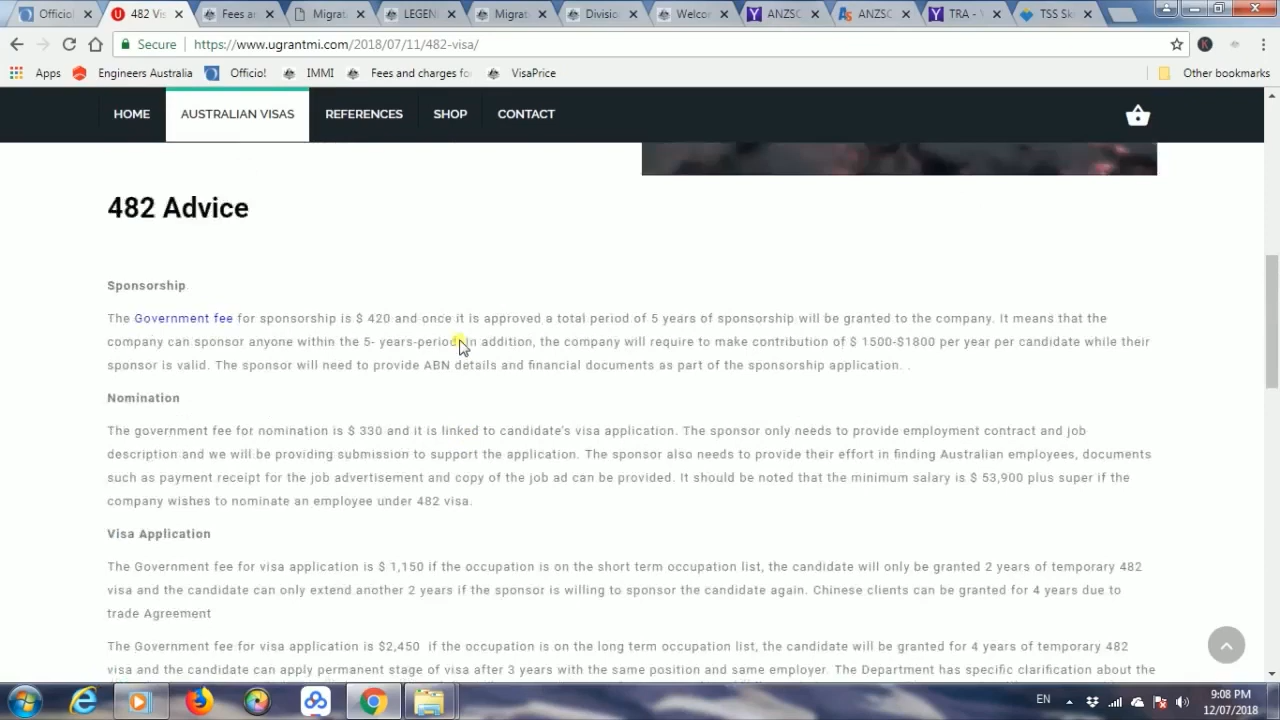 Officio!
482 Vis
Fees an
Migrat
LEGEN
Migrat
Division
Welco
ANZSC
ANZSC
TRA - V
TSS Sk
Secure https://www.ugrantmi.com/2018/07/11/482-visa/
Apps Engineers Australia Officio! IMMI Fees and charges fo VisaPrice Other bookmarks
HOME AUSTRALIAN VISAS REFERENCES SHOP CONTACT
482 Advice
Sponsorship
The Government fee for sponsorship is $ 420 and once it is approved a total period of 5 years of sponsorship will be granted to the company. It means that the
company can sponsor anyone within the 5- years-period. In addition, the company will require to make contribution of $ 1500-$1800 per year per candidate while their
sponsor is valid. The sponsor will need to provide ABN details and financial documents as part of the sponsorship application. .
Nomination
The government fee for nomination is $ 330 and it is linked to candidate's visa application. The sponsor only needs to provide employment contract and job
description and we will be providing submission to support the application. The sponsor also needs to provide their effort in finding Australian employees, documents
such as payment receipt for the job advertisement and copy of the job ad can be provided. It should be noted that the minimum salary is $ 53,900 plus super if the
company wishes to nominate an employee under 482 visa.
Visa Application
The Government fee for visa application is $ 1,150 if the occupation is on the short term occupation list, the candidate will only be granted 2 years of temporary 482
visa and the candidate can only extend another 2 years if the sponsor is willing to sponsor the candidate again. Chinese clients can be granted for 4 years due to
trade Agreement
The Government fee for visa application is $2,450 if the occupation is on the long term occupation list, the candidate will be granted for 4 years of temporary 482
visa and the candidate can apply permanent stage of visa after 3 years with the same position and same employer. The Department has specific clarification about the
EN
9:08 PM
12/07/2018